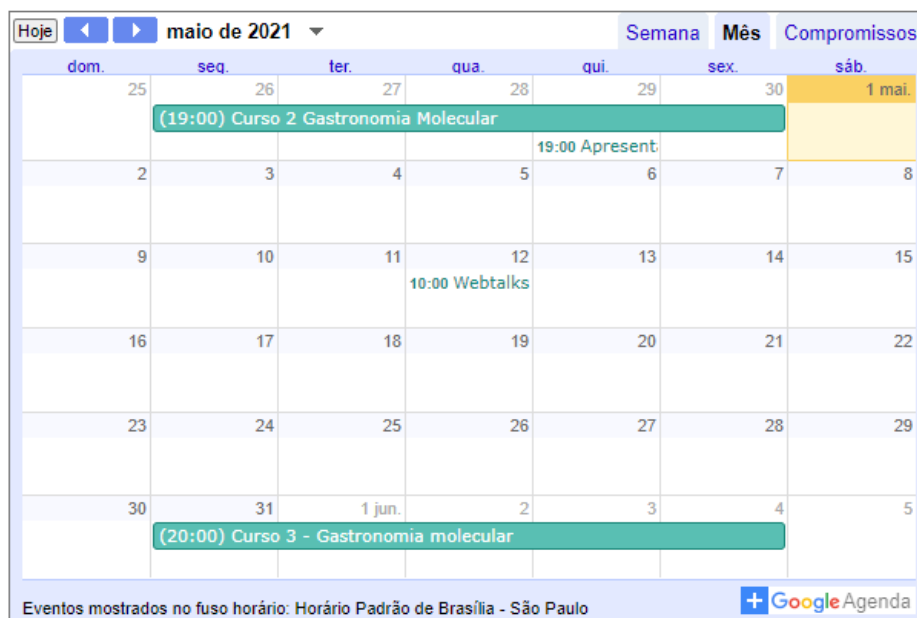 Hoje maio de 2021 Semana Mês Compromissos
dom. seg. ter. qua. qui. sex. sáb.
25 26 27 28 29 30 1 mai.
(19:00) Curso 2 Gastronomia Molecular
19:00 Apresent
2 3 4 5 6 7 8
9 10 11 12 13 14 15
10:00 Webtalks
16 17 18 19 20 21 22
23 24 25 26 27 28 29
30 31 1 jun. 2 3 4 5
(20:00) Curso 3 - Gastronomia molecular
Eventos mostrados no fuso horário: Horário Padrão de Brasília - São Paulo
+ Google Agenda